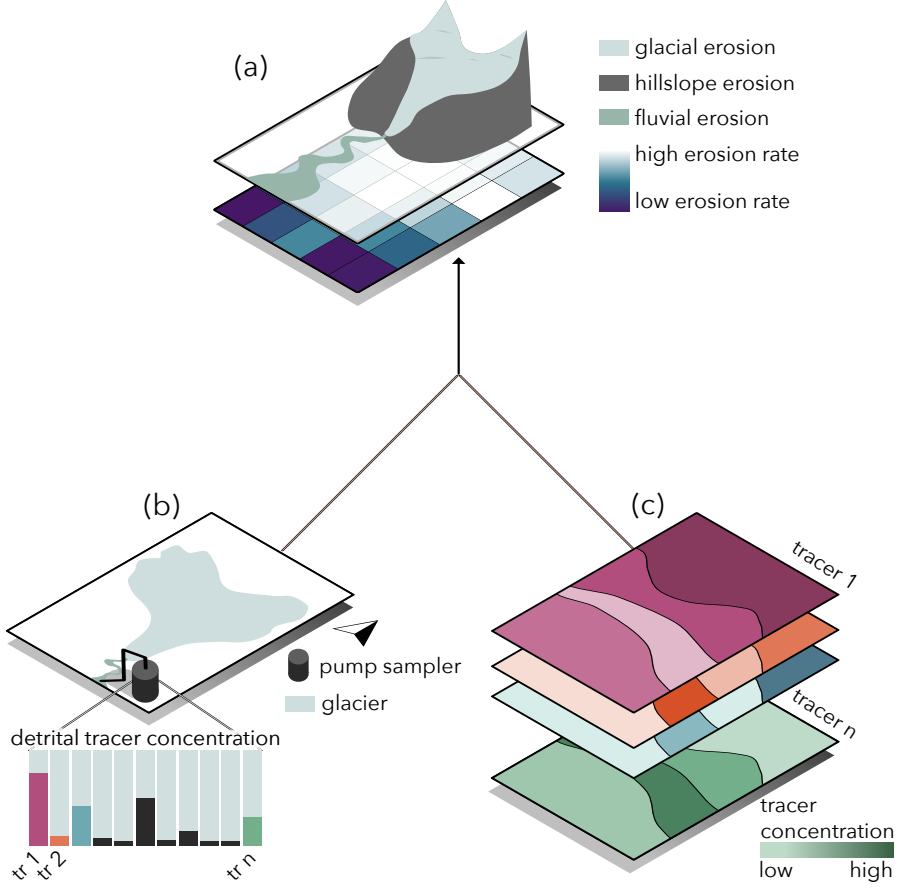 (a)
glacial erosion
hillslope erosion
fluvial erosion
high erosion rate
low erosion rate
(b)
(c)
tracer 1
pump sampler
glacier
tracer n
detrital tracer concentration
tr 1
tr 2
tr n
tracer
concentration
low high